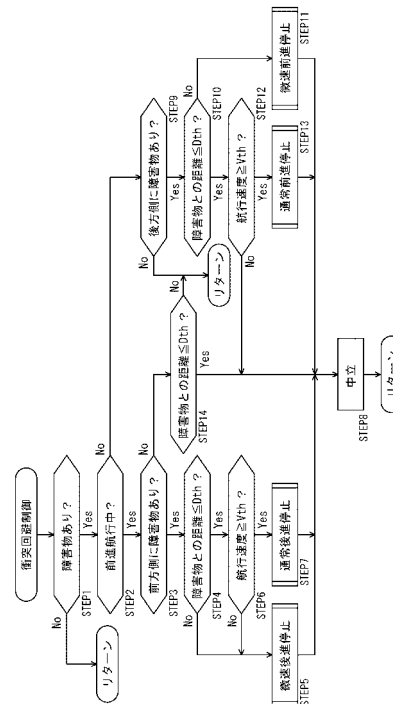 衝突回避制御
障害物あり?
No
Yes
STEP1
リターン
前進航行中?
No
Yes
STEP2
前方側に障害物あり?
No
Yes
STEP3
障害物との距離≦Dth?
No
Yes
STEP4
微速後進停止
STEP5
航行速度≧Vth?
No
Yes
STEP6
通常後進停止
STEP7
障害物との距離≦Dth?
No
Yes
STEP14
中立
STEP8
リターン
後方側に障害物あり?
No
Yes
STEP9
リターン
障害物との距離≦Dth?
No
Yes
STEP10
微速前進停止
STEP11
航行速度≧Vth?
No
Yes
STEP12
通常前進停止
STEP13